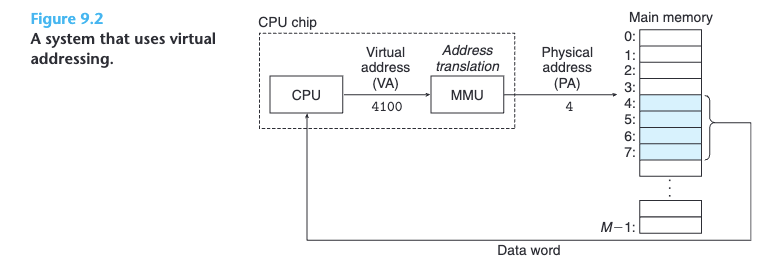 Figure 9.2
A system that uses virtual
addressing.
CPU chip
Virtual
address
(VA)
4100
Address
translation
Physical
address
(PA)
4
CPU
MMU
Main memory
0:
1:
2:
3:
4:
5:
6:
7:
⋮
M−1:
Data word